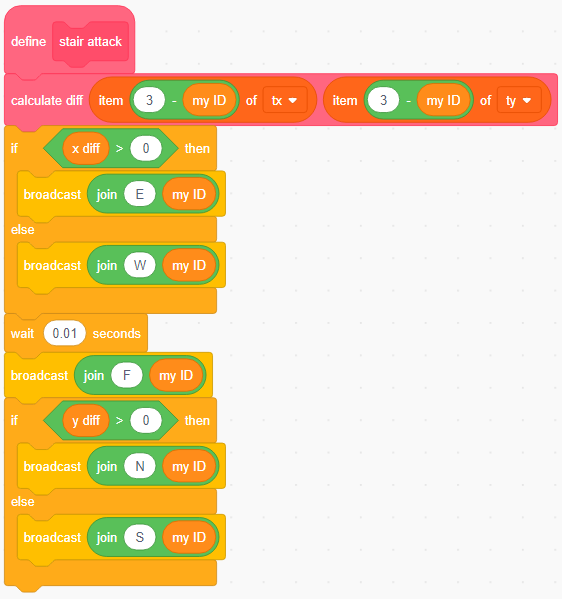 define stair attack
calculate diff item 3 - my ID of tx item 3 - my ID of ty
if x diff > 0 then
broadcast join E my ID
else
broadcast join W my ID
wait 0.01 seconds
broadcast join F my ID
if y diff > 0 then
broadcast join N my ID
else
broadcast join S my ID